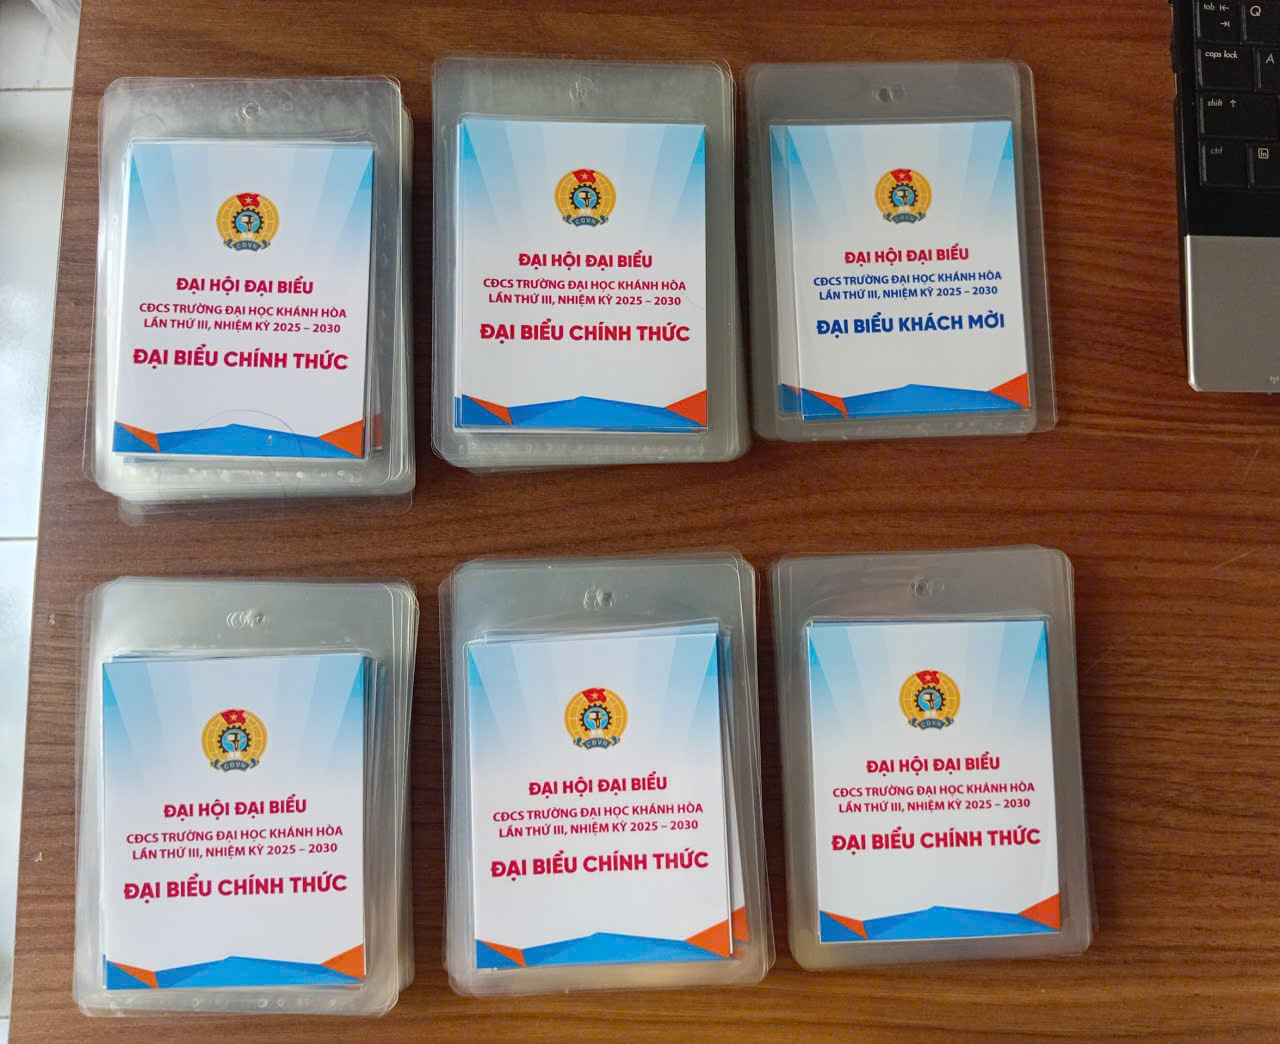 ĐẠI HỘI ĐẠI BIỂU
CĐCS TRƯỜNG ĐẠI HỌC KHÁNH HÒA
LẦN THỨ III, NHIỆM KỲ 2025 – 2030
ĐẠI BIỂU CHÍNH THỨC
CĐVN
ĐẠI HỘI ĐẠI BIỂU
CĐCS TRƯỜNG ĐẠI HỌC KHÁNH HÒA
LẦN THỨ III, NHIỆM KỲ 2025 – 2030
ĐẠI BIỂU CHÍNH THỨC
CĐVN
ĐẠI HỘI ĐẠI BIỂU
CĐCS TRƯỜNG ĐẠI HỌC KHÁNH HÒA
LẦN THỨ III, NHIỆM KỲ 2025 – 2030
ĐẠI BIỂU KHÁCH MỜI
tab
Q
caps lock
A
shift
ctrl
CĐVN
ĐẠI HỘI ĐẠI BIỂU
CĐCS TRƯỜNG ĐẠI HỌC KHÁNH HÒA
LẦN THỨ III, NHIỆM KỲ 2025 – 2030
ĐẠI BIỂU CHÍNH THỨC
CĐVN
ĐẠI HỘI ĐẠI BIỂU
CĐCS TRƯỜNG ĐẠI HỌC KHÁNH HÒA
LẦN THỨ III, NHIỆM KỲ 2025 – 2030
ĐẠI BIỂU CHÍNH THỨC
CĐVN
ĐẠI HỘI ĐẠI BIỂU
CĐCS TRƯỜNG ĐẠI HỌC KHÁNH HÒA
LẦN THỨ III, NHIỆM KỲ 2025 – 2030
ĐẠI BIỂU CHÍNH THỨC